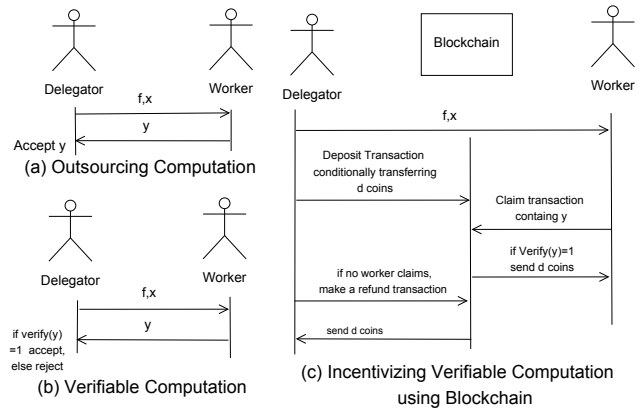 Delegator
Worker
f,x
y
Accept y
(a) Outsourcing Computation
Delegator
Worker
f,x
y
if verify(y)
=1 accept,
else reject
(b) Verifiable Computation
Blockchain
Delegator
Worker
f,x
Deposit Transaction
conditionally transferring
d coins
Claim transaction
containg y
if Verify(y)=1
send d coins
if no worker claims,
make a refund transaction
send d coins
(c) Incentivizing Verifiable Computation
using Blockchain